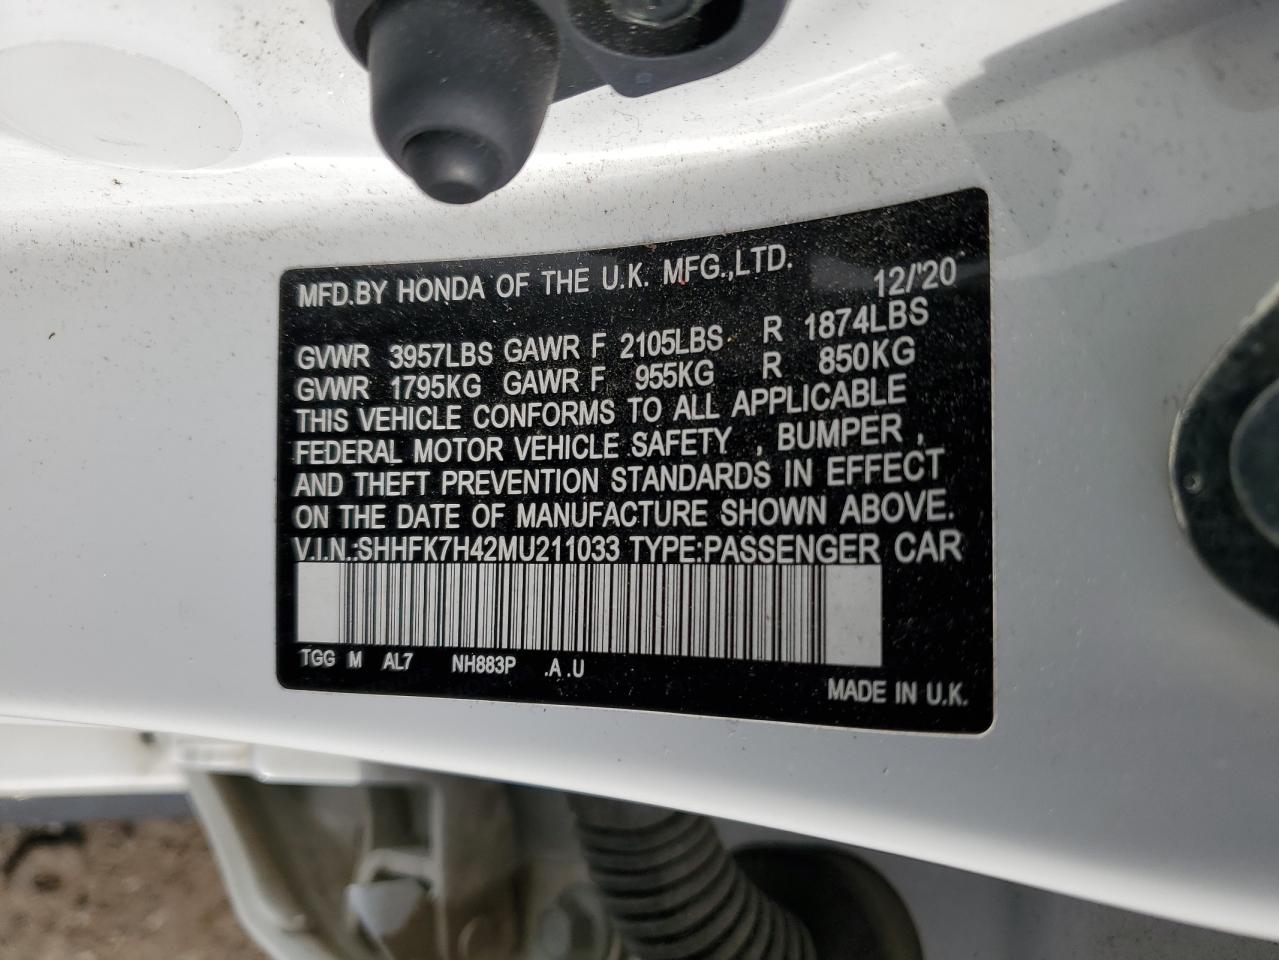 MFD.BY HONDA OF THE U.K. MFG.,LTD. 12/'20
GVWR 3957LBS GAWR F 2105LBS R 1874LBS
GVWR 1795KG GAWR F 955KG R 850KG
THIS VEHICLE CONFORMS TO ALL APPLICABLE
FEDERAL MOTOR VEHICLE SAFETY , BUMPER ,
AND THEFT PREVENTION STANDARDS IN EFFECT
ON THE DATE OF MANUFACTURE SHOWN ABOVE.
V.I.N.:SHHFK7H42MU211033 TYPE:PASSENGER CAR
TGG M AL7 NH883P .A .U
MADE IN U.K.